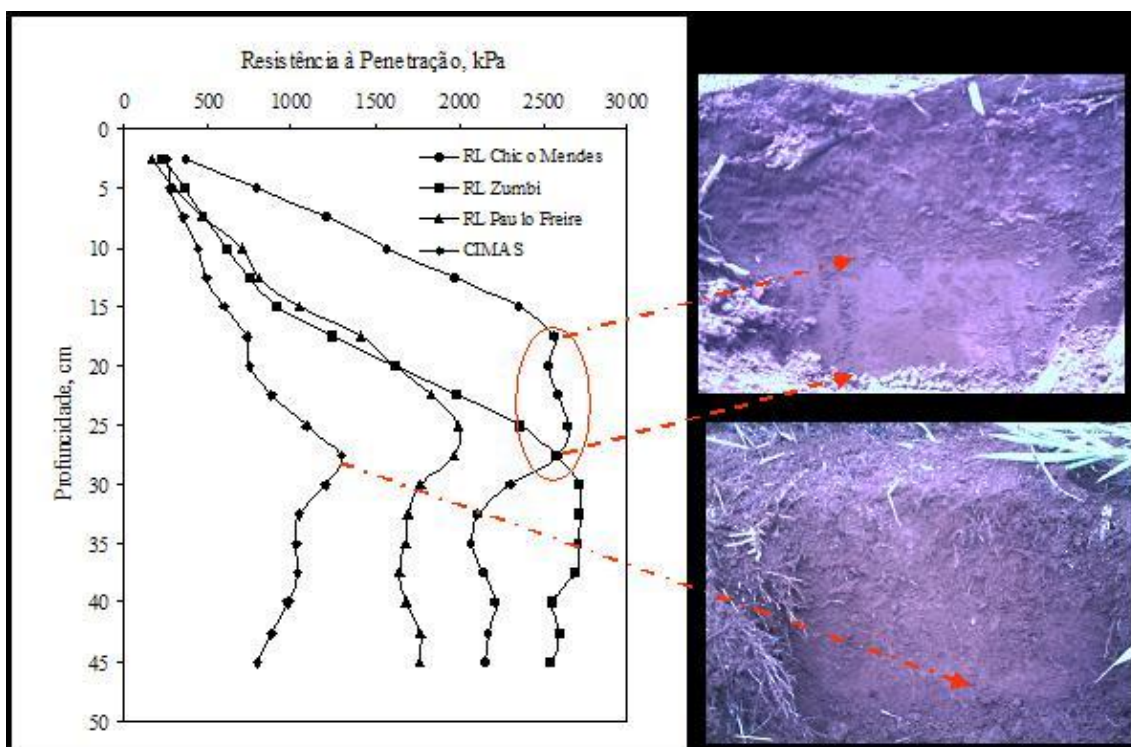 Resistência à Penetração, kPa
0 500 1000 1500 2000 2500 3000
0
5
10
15
20
25
30
35
40
45
50
Profuncidade, cm
RL Chico Mendes
RL Zumbi
RL Paulo Freire
CIMAS